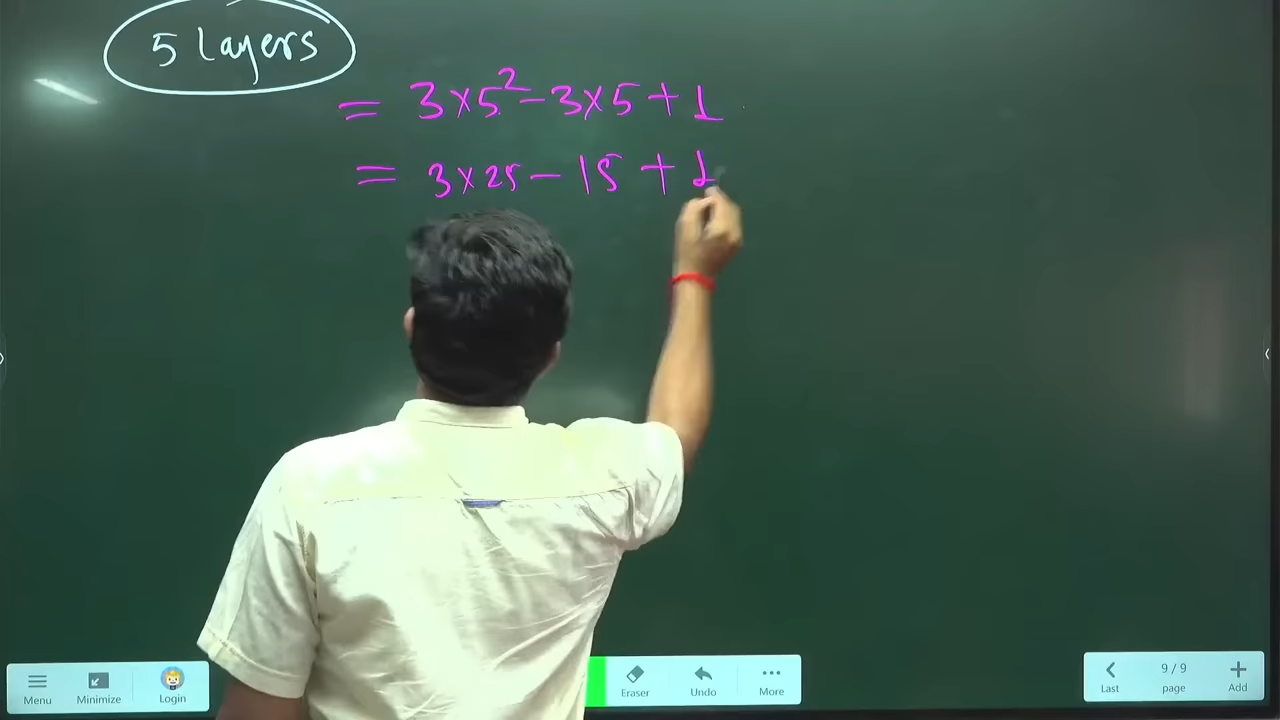 5 Layers
= 3×5²-3×5+1
= 3×25-15+1
Menu
Minimize
Login
Eraser
Undo
More
Last
9/9
page
Add